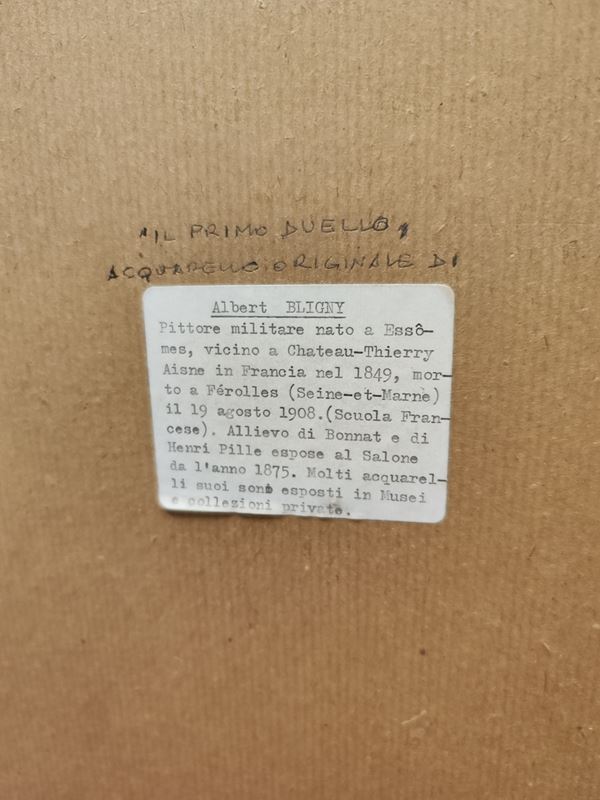 "IL PRIMO DUELLO,
ACQUARELLO ORIGINALE DI
Albert BLIGNY
Pittore militare nato a Essô-
mes, vicino a Chateau-Thierry
Aisne in Francia nel 1849, mor-
to a Férolles (Seine-et-Marne)
il 19 agosto 1908.(Scuola Fran-
cese). Allievo di Bonnat e di
Henri Pille espose al Salone
da l'anno 1875. Molti acquarel-
li suoi sono esposti in Musei
e collezioni private.